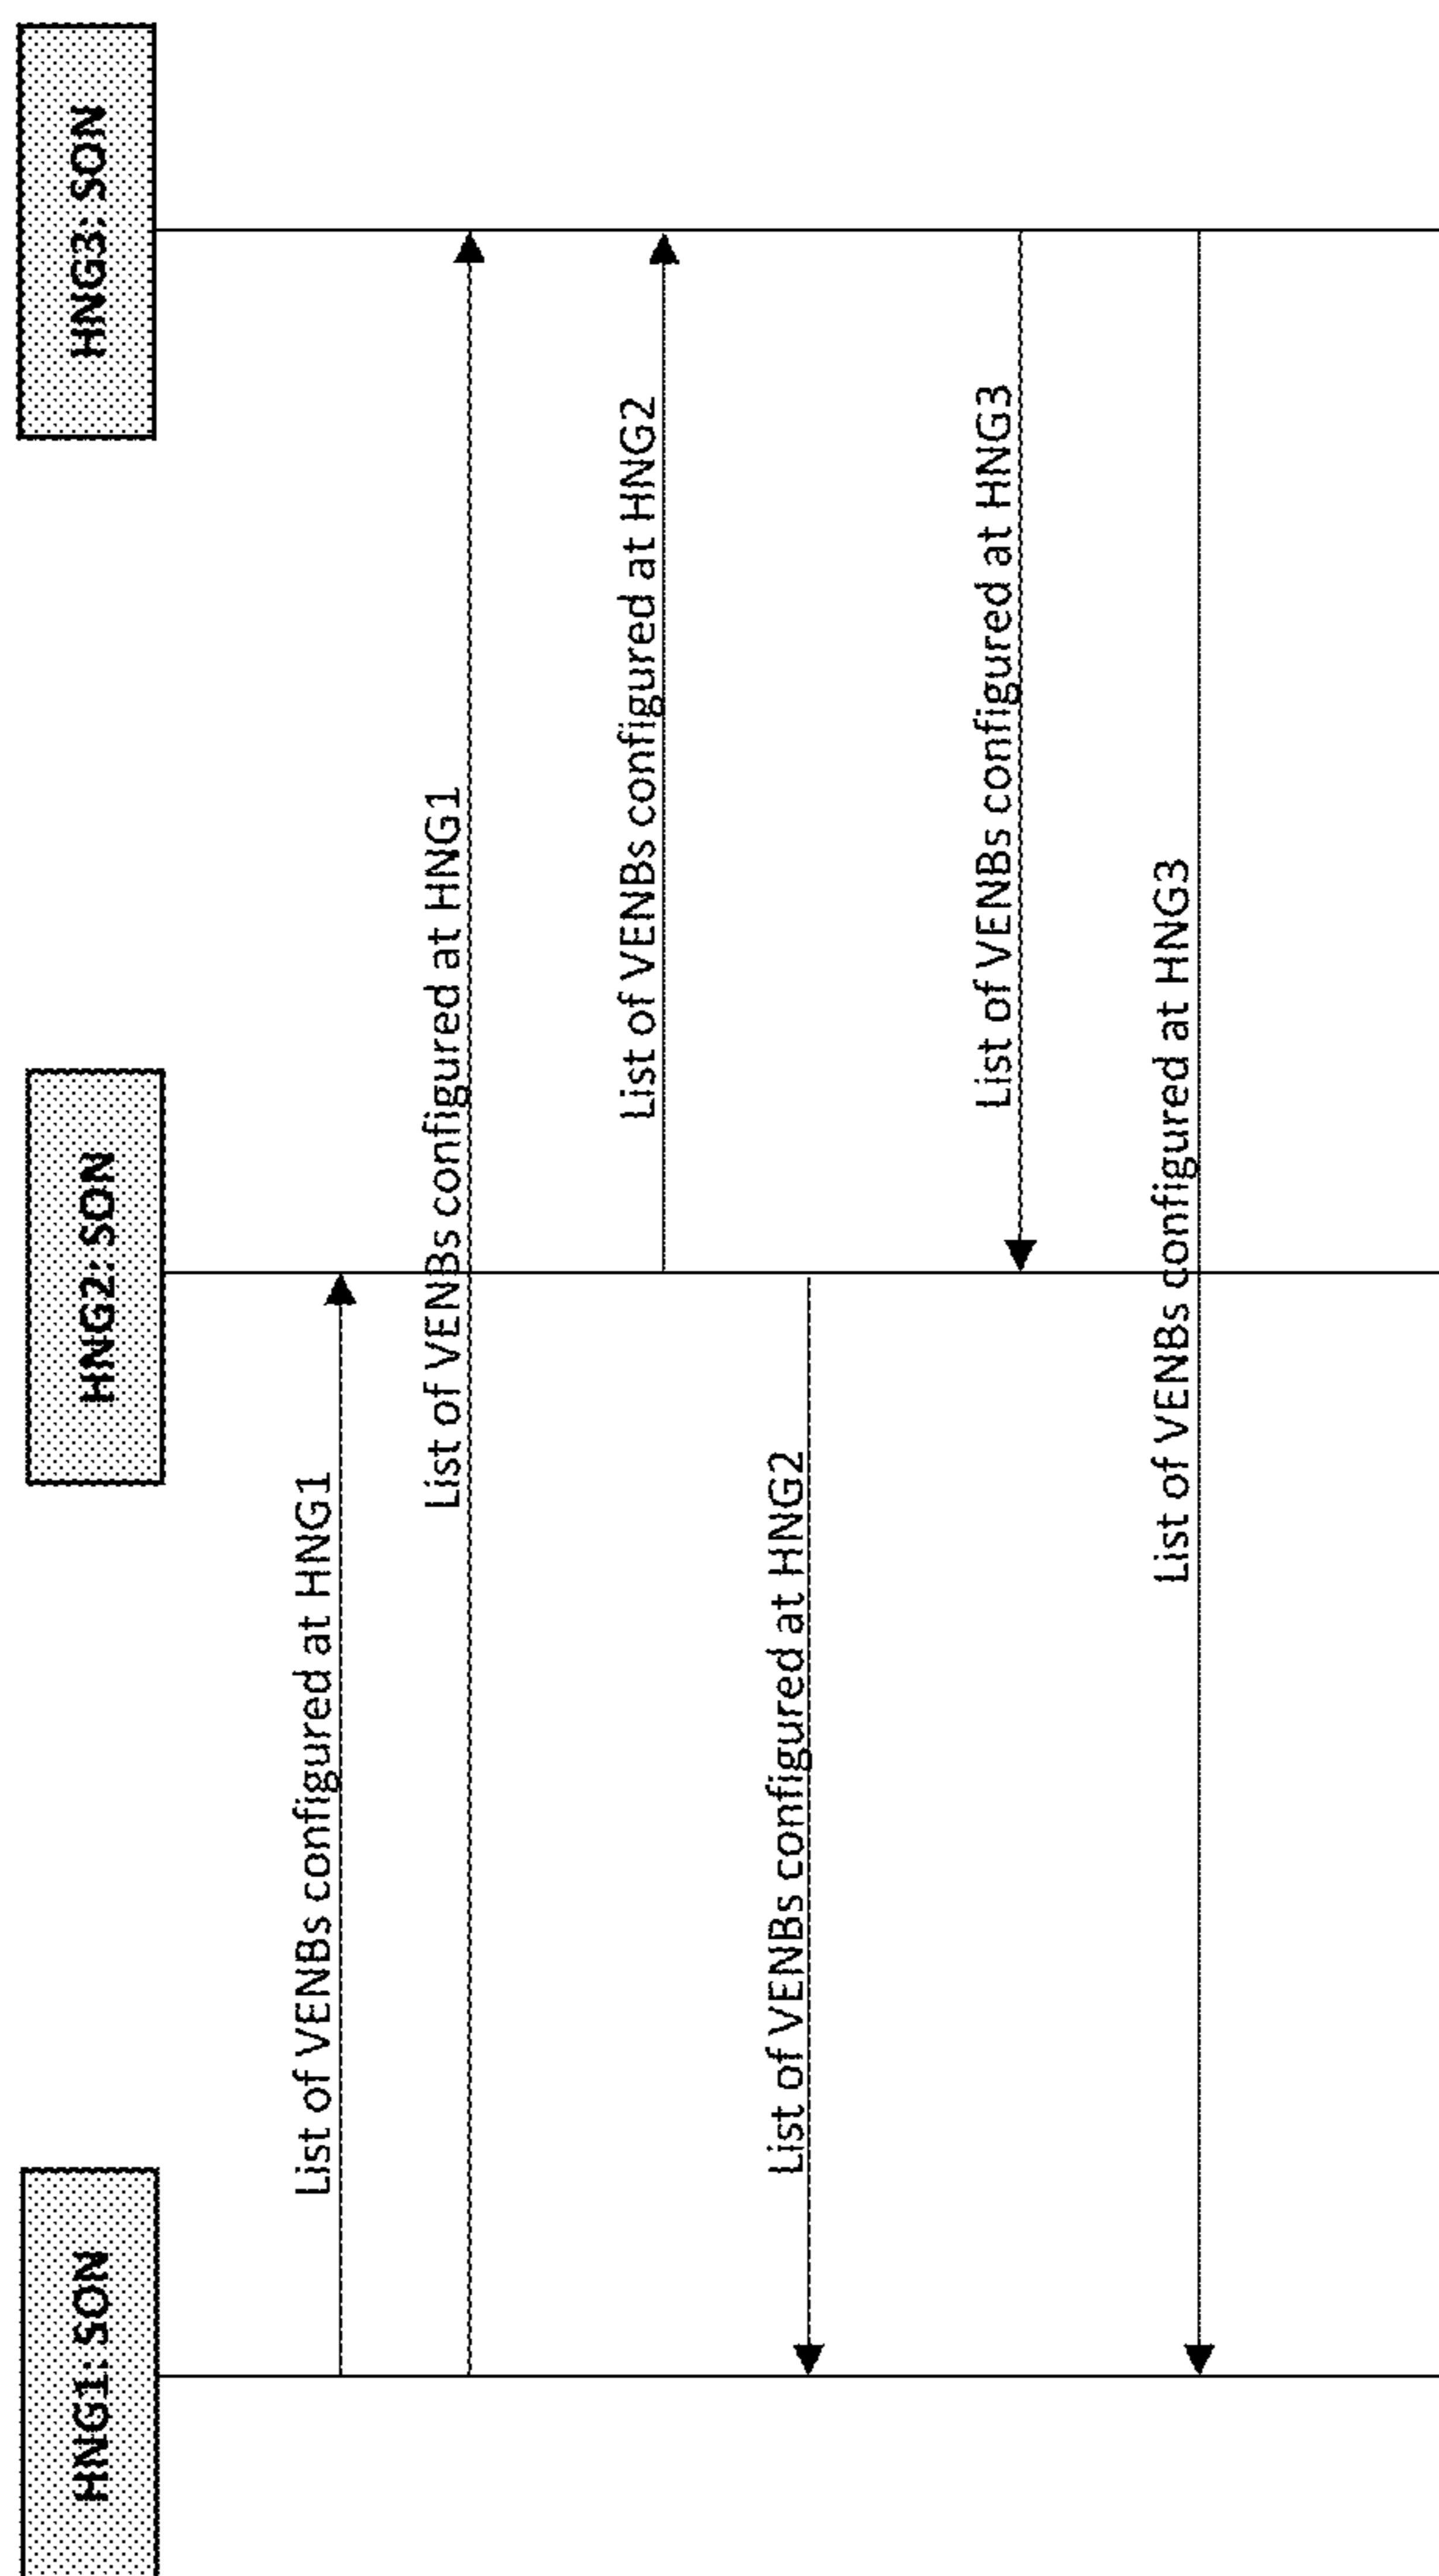 HNG1: SON
HNG2: SON
HNG3: SON
List of VENBs configured at HNG1
List of VENBs configured at HNG1
List of VENBs configured at HNG2
List of VENBs configured at HNG2
List of VENBs configured at HNG3
List of VENBs configured at HNG3